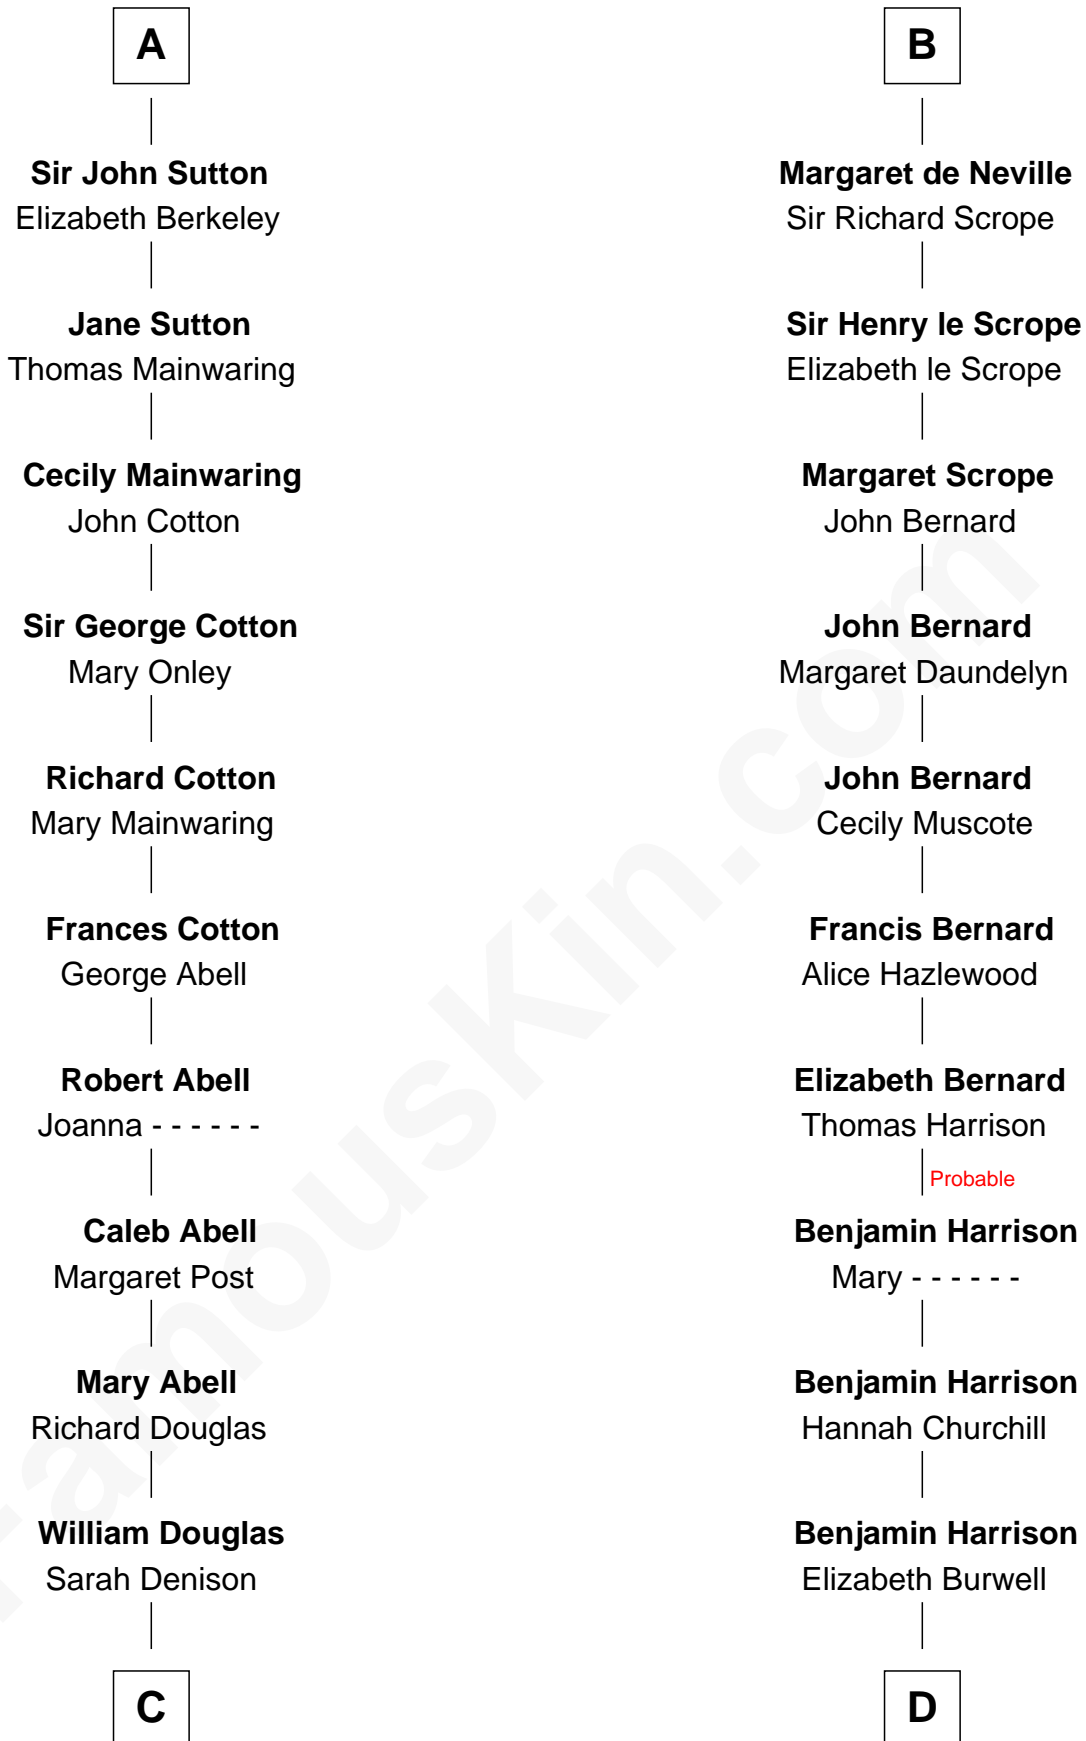 A
Sir John Sutton
Elizabeth Berkeley
Jane Sutton
Thomas Mainwaring
Cecily Mainwaring
John Cotton
Sir George Cotton
Mary Onley
Richard Cotton
Mary Mainwaring
Frances Cotton
George Abell
Robert Abell
Joanna - - - - - -
Caleb Abell
Margaret Post
Mary Abell
Richard Douglas
William Douglas
Sarah Denison
C
B
Margaret de Neville
Sir Richard Scrope
Sir Henry le Scrope
Elizabeth le Scrope
Margaret Scrope
John Bernard
John Bernard
Margaret Daundelyn
John Bernard
Cecily Muscote
Francis Bernard
Alice Hazlewood
Elizabeth Bernard
Thomas Harrison
Probable
Benjamin Harrison
Mary - - - - - -
Benjamin Harrison
Hannah Churchill
Benjamin Harrison
Elizabeth Burwell
D
FamousKin.com